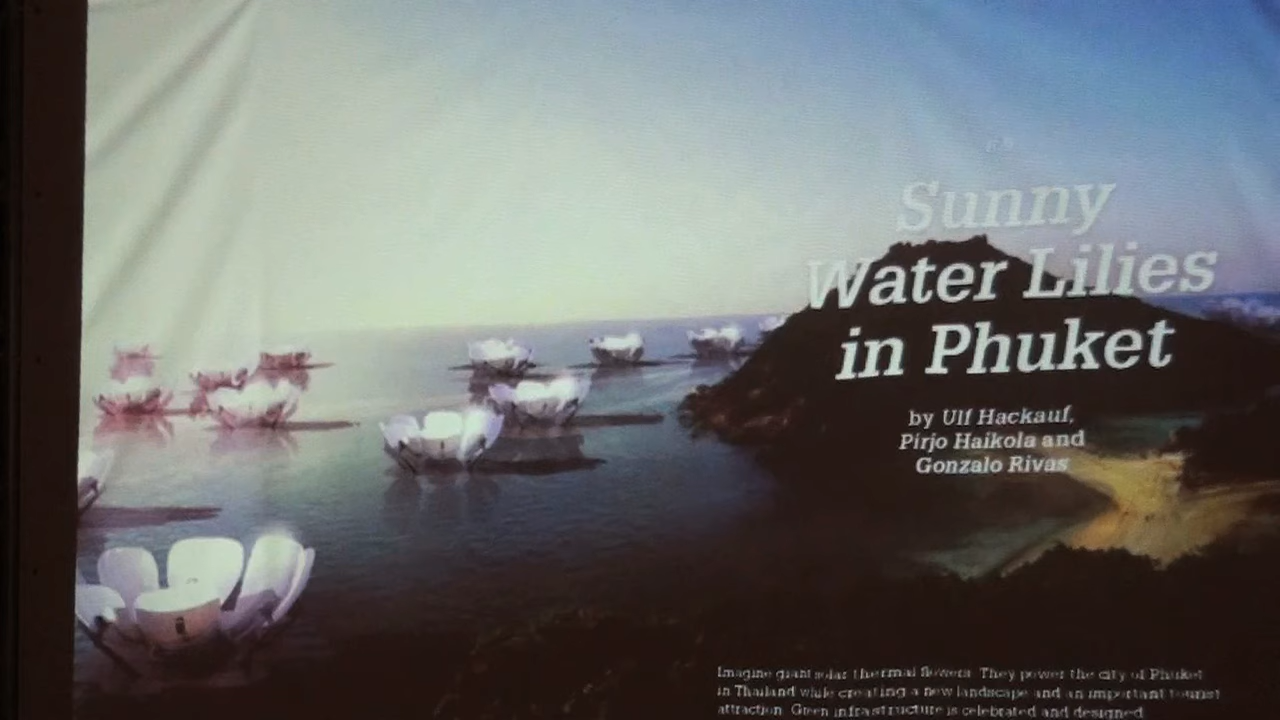 Sunny
Water Lilies
in Phuket
by Ulf Hackauf,
Pirjo Haikola and
Gonzalo Rivas
Imagine giant solar thermal flowers. They power the city of Phuket
in Thailand while creating a new landscape and an important tourist
attraction. Green infrastructure is celebrated and designed